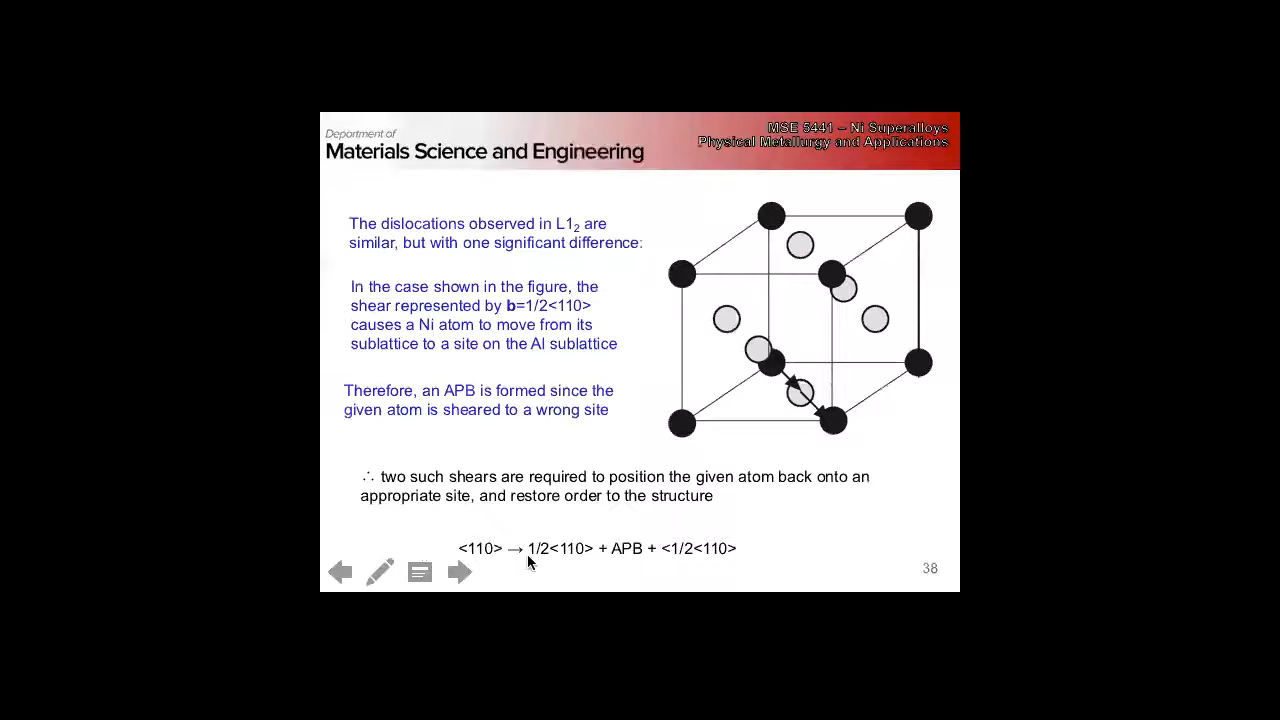 Department of
Materials Science and Engineering
MSE 5441 – Ni Superalloys
Physical Metallurgy and Applications
The dislocations observed in L1₂ are
similar, but with one significant difference:
In the case shown in the figure, the
shear represented by b=1/2<110>
causes a Ni atom to move from its
sublattice to a site on the Al sublattice
Therefore, an APB is formed since the
given atom is sheared to a wrong site
∴ two such shears are required to position the given atom back onto an
appropriate site, and restore order to the structure
<110> → 1/2<110> + APB + <1/2<110>
38